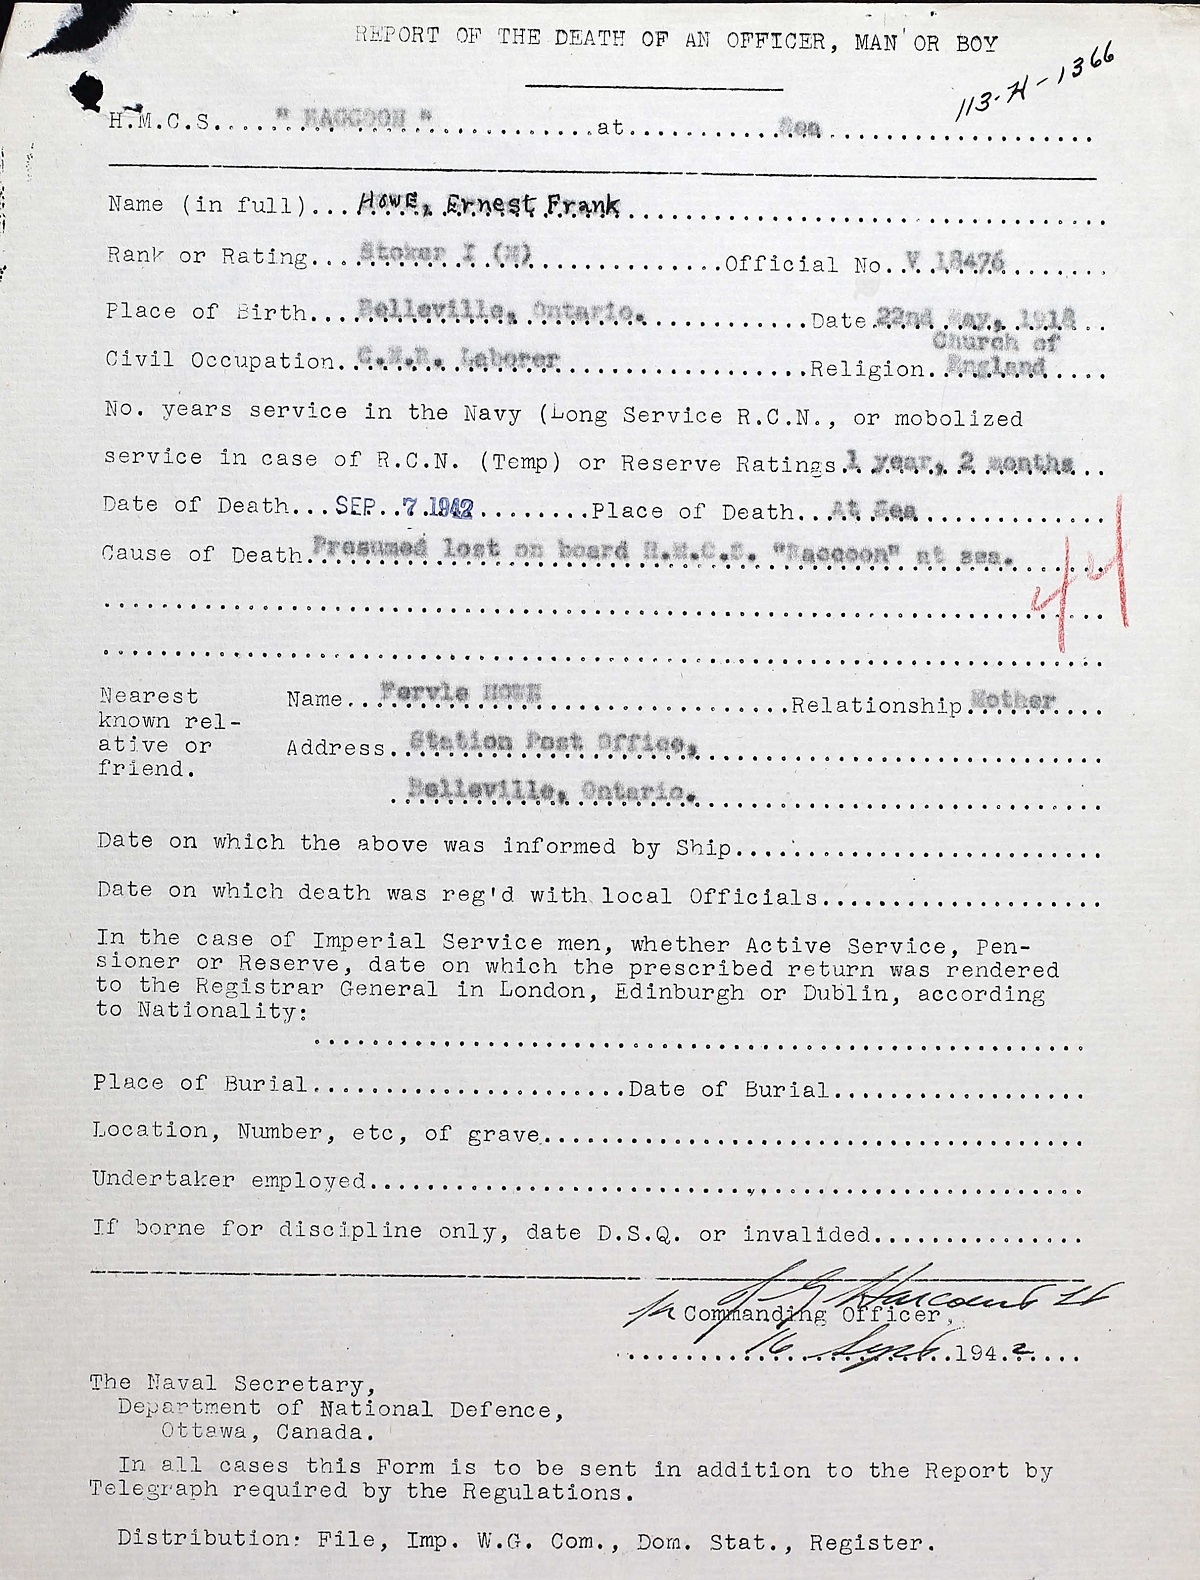 REPORT OF THE DEATH OF AN OFFICER, MAN OR BOY
113-H-1366
H.M.C.S.... " RACCOON " ....at.... Sea ....
Name (in full)... Howe, Ernest Frank ....
Rank or Rating.... Stoker I (M) ....Official No.. V 18476 ....
Place of Birth.... Belleville, Ontario. ....Date 22nd May, 1918 ..
Civil Occupation. C.N.R. Laborer ....Religion.. Church of England ....
No. years service in the Navy (Long Service R.C.N., or mobolized
service in case of R.C.N. (Temp) or Reserve Ratings. 1 year, 2 months ..
Date of Death... SEP 7 1942 ....Place of Death... At Sea ....
Cause of Death. Presumed lost on board H.M.C.S. "Raccoon" at sea. ....
44
Nearest known rel-ative or friend.
Name... HOWE ....Relationship Mother ....
Address.. Station Post Office,
Belleville, Ontario.
Date on which the above was informed by Ship....
Date on which death was reg'd with local Officials....
In the case of Imperial Service men, whether Active Service, Pen-
sioner or Reserve, date on which the prescribed return was rendered
to the Registrar General in London, Edinburgh or Dublin, according
to Nationality:
Place of Burial....Date of Burial....
Location, Number, etc, of grave....
Undertaker employed....
If borne for discipline only, date D.S.Q. or invalided....
Harcourt Lt
Commanding Officer,
16 Sept 1942
The Naval Secretary,
Department of National Defence,
Ottawa, Canada.
In all cases this Form is to be sent in addition to the Report by
Telegraph required by the Regulations.
Distribution: File, Imp. W.G. Com., Dom. Stat., Register.